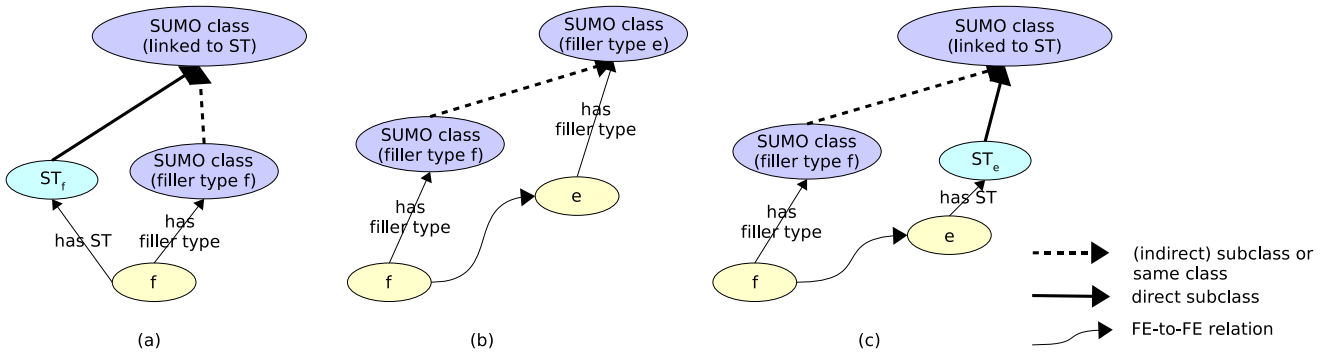 SUMO class
(linked to ST)
ST_f
SUMO class
(filler type f)
has ST
has
filler type
f
(a)
SUMO class
(filler type e)
SUMO class
(filler type f)
has
filler type
e
has
filler type
f
(b)
SUMO class
(linked to ST)
SUMO class
(filler type f)
ST_e
has ST
has
filler type
e
f
(c)
(indirect) subclass or
same class
direct subclass
FE-to-FE relation